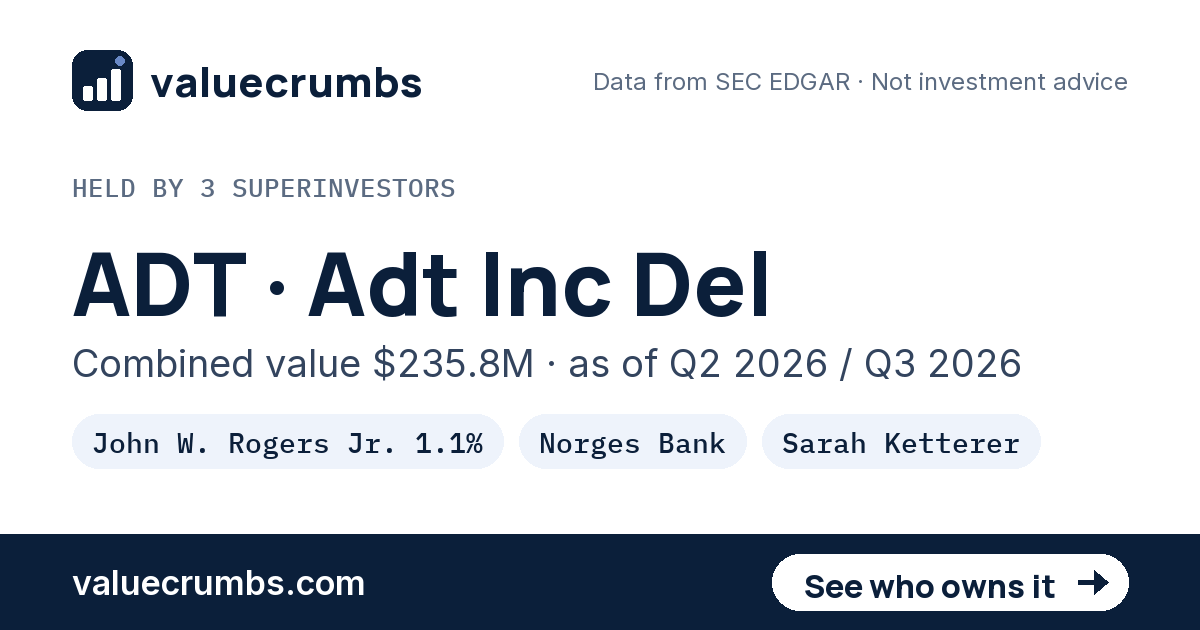 valuecrumbs
Data from SEC EDGAR · Not investment advice
HELD BY 3 SUPERINVESTORS
ADT · Adt Inc Del
Combined value $235.8M · as of Q2 2026 / Q3 2026
John W. Rogers Jr. 1.1% Norges Bank Sarah Ketterer
valuecrumbs.com
See who owns it →